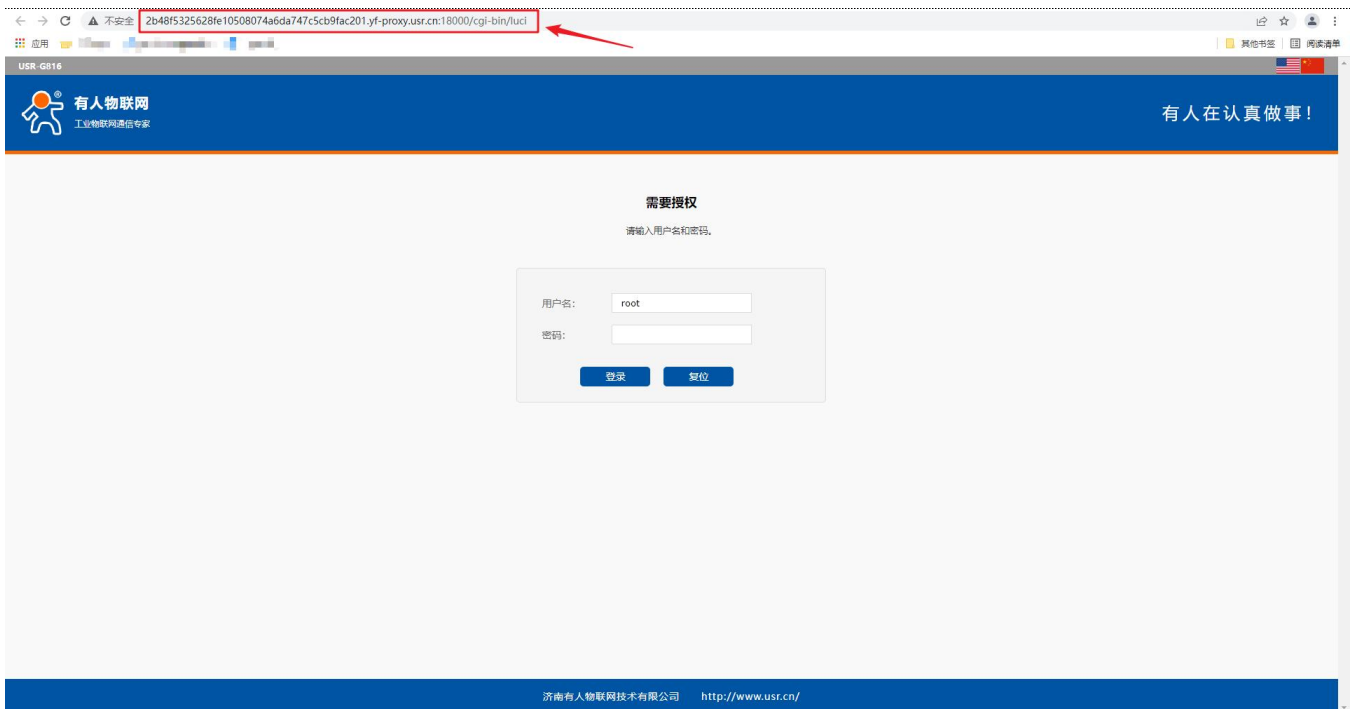 不安全 2b48f5325628fe10508074a6da747c5cb9fac201.yf-proxy.usr.cn:18000/cgi-bin/luci
应用 其他书签 阅读清单
USR-G816
有人物联网
工业物联网通信专家
有人在认真做事!
需要授权
请输入用户名和密码。
用户名: root
密码:
登录 复位
济南有人物联网技术有限公司 http://www.usr.cn/